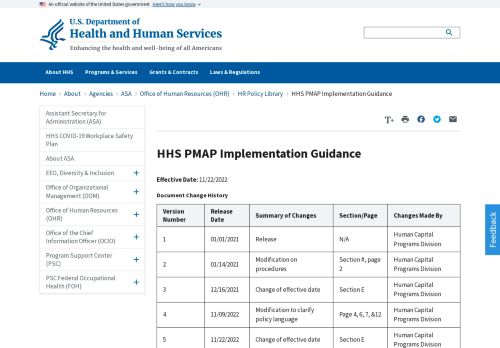 An official website of the United States government Here's how you know
U.S. Department of
Health and Human Services
Enhancing the health and well-being of all Americans
About HHS Programs & Services Grants & Contracts Laws & Regulations
Home > About > Agencies > ASA > Office of Human Resources (OHR) > HR Policy Library > HHS PMAP Implementation Guidance
Assistant Secretary for
Administration (ASA)
HHS COVID-19 Workplace Safety
Plan
About ASA
EEO, Diversity & Inclusion +
Office of Organizational
Management (OOM) +
Office of Human Resources
(OHR) +
Office of the Chief
Information Officer (OCIO) +
Program Support Center
(PSC) +
PSC Federal Occupational
Health (FOH) +
T+
HHS PMAP Implementation Guidance
Effective Date: 11/22/2022
Document Change History
Version
Number
Release
Date
Summary of Changes
Section/Page
Changes Made By
1
01/01/2021
Release
N/A
Human Capital
Programs Division
2
01/14/2021
Modification on
procedures
Section #, page
2
Human Capital
Programs Division
3
12/16/2021
Change of effective date
Section E
Human Capital
Programs Division
4
11/09/2022
Modification to clarify
policy language
Page 4, 6, 7, &12
Human Capital
Programs Division
5
11/22/2022
Change of effective date
Section E
Human Capital
Programs Division
Feedback